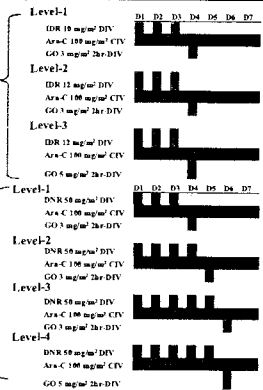 Level-1
D1 D2 D3 D4 D5 D6 D7
IDR 10 mg/m² DIV
Ara-C 100 mg/m² CIV
GO 3 mg/m² 2hr-DIV
Level-2
IDR 12 mg/m² DIV
Ara-C 100 mg/m² CIV
GO 3 mg/m² 2hr-DIV
Level-3
IDR 12 mg/m² DIV
Ara-C 100 mg/m² CIV
GO 5 mg/m² 2hr-DIV
Level-1
D1 D2 D3 D4 D5 D6 D7
DNR 50 mg/m² DIV
Ara-C 100 mg/m² CIV
GO 3 mg/m² 2hr-DIV
Level-2
DNR 50 mg/m² DIV
Ara-C 100 mg/m² CIV
GO 3 mg/m² 2hr-DIV
Level-3
DNR 50 mg/m² DIV
Ara-C 100 mg/m² CIV
GO 3 mg/m² 2hr-DIV
Level-4
DNR 50 mg/m² DIV
Ara-C 100 mg/m² CIV
GO 5 mg/m² 2hr-DIV